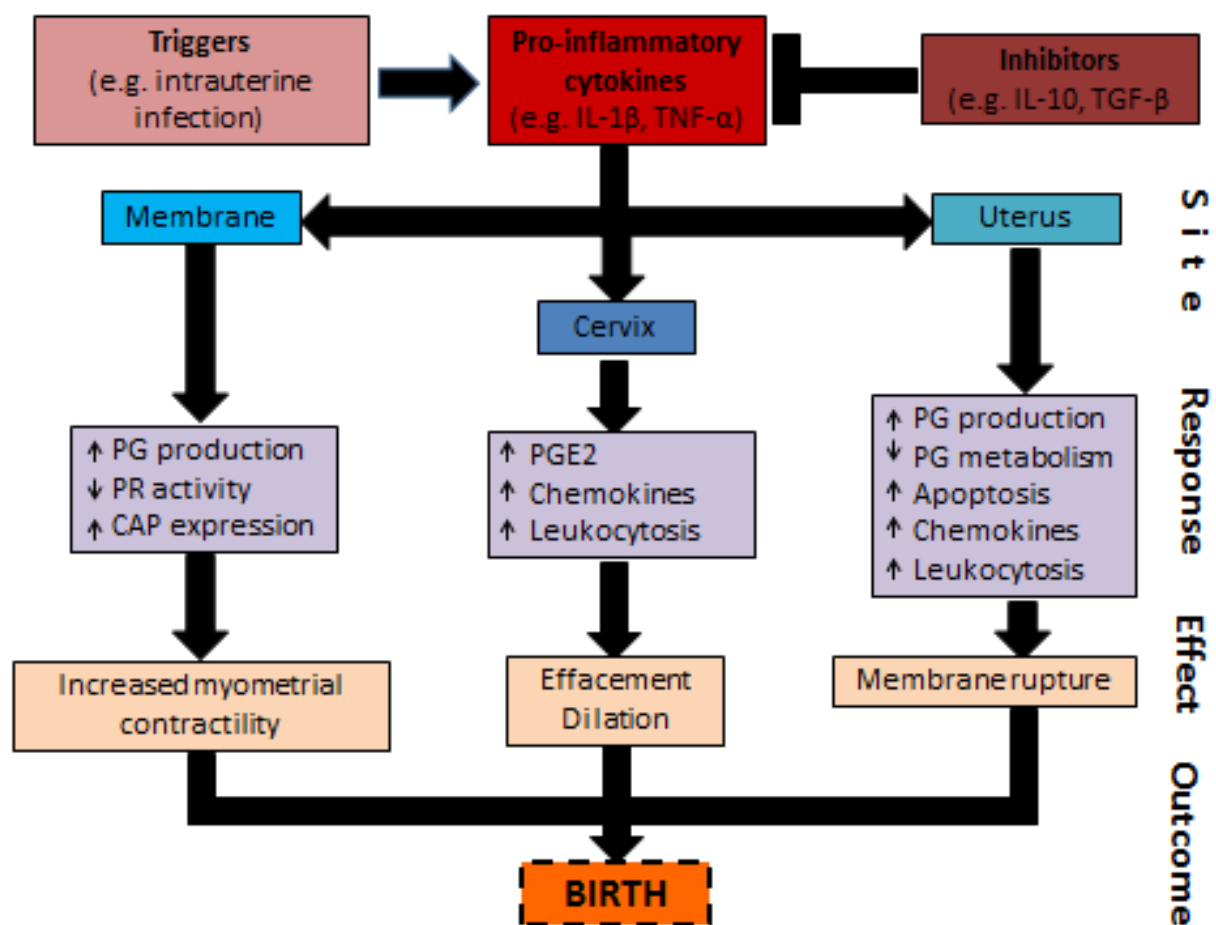 Triggers
(e.g. intrauterine
infection)
Pro-inflammatory
cytokines
(e.g. IL-1β, TNF-α)
Inhibitors
(e.g. IL-10, TGF-β
Membrane
Uterus
Cervix
Site
↑ PG production
↓ PR activity
↑ CAP expression
↑ PGE2
↑ Chemokines
↑ Leukocytosis
↑ PG production
↓ PG metabolism
↑ Apoptosis
↑ Chemokines
↑ Leukocytosis
Response
Increased myometrial
contractility
Effacement
Dilation
Membrane rupture
Effect
BIRTH
Outcome